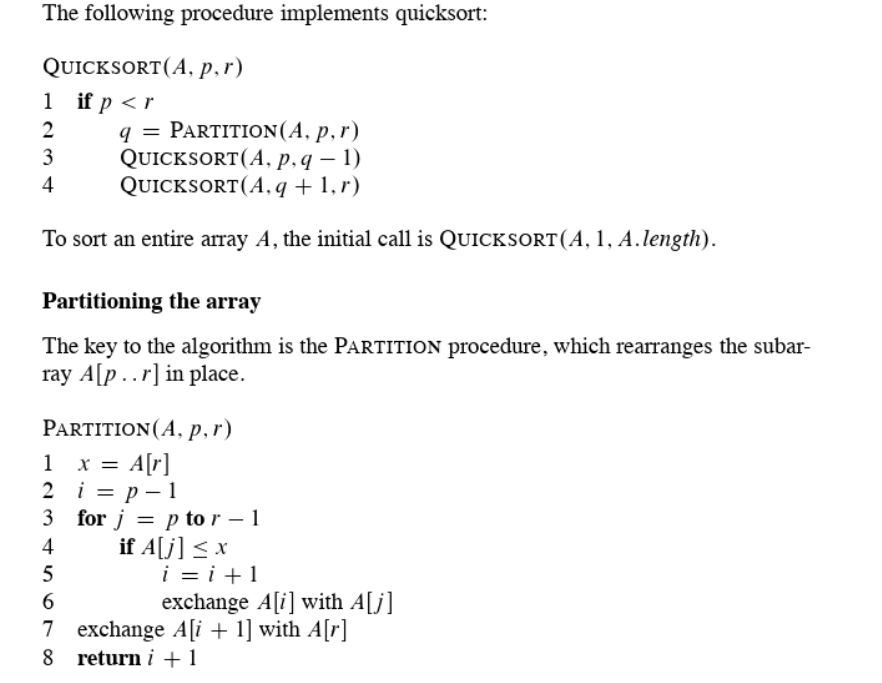 The following procedure implements quicksort:
QUICKSORT(A, p, r)
1 if p < r
2 q = PARTITION(A, p, r)
3 QUICKSORT(A, p, q − 1)
4 QUICKSORT(A, q + 1, r)
To sort an entire array A, the initial call is QUICKSORT(A, 1, A.length).
Partitioning the array
The key to the algorithm is the PARTITION procedure, which rearranges the subar-
ray A[p . . r] in place.
PARTITION(A, p, r)
1 x = A[r]
2 i = p − 1
3 for j = p to r − 1
4 if A[j] ≤ x
5 i = i + 1
6 exchange A[i] with A[j]
7 exchange A[i + 1] with A[r]
8 return i + 1